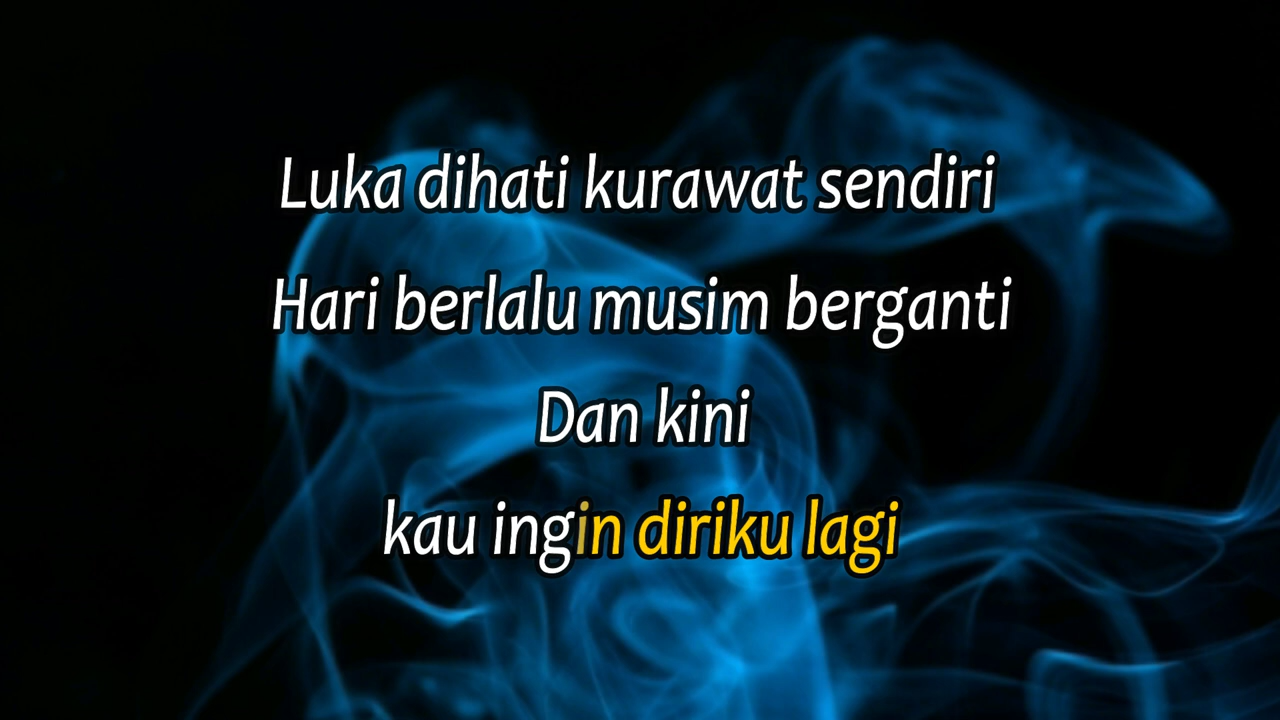 Luka dihati kurawat sendiri
Hari berlalu musim berganti
Dan kini
kau ingin diriku lagi